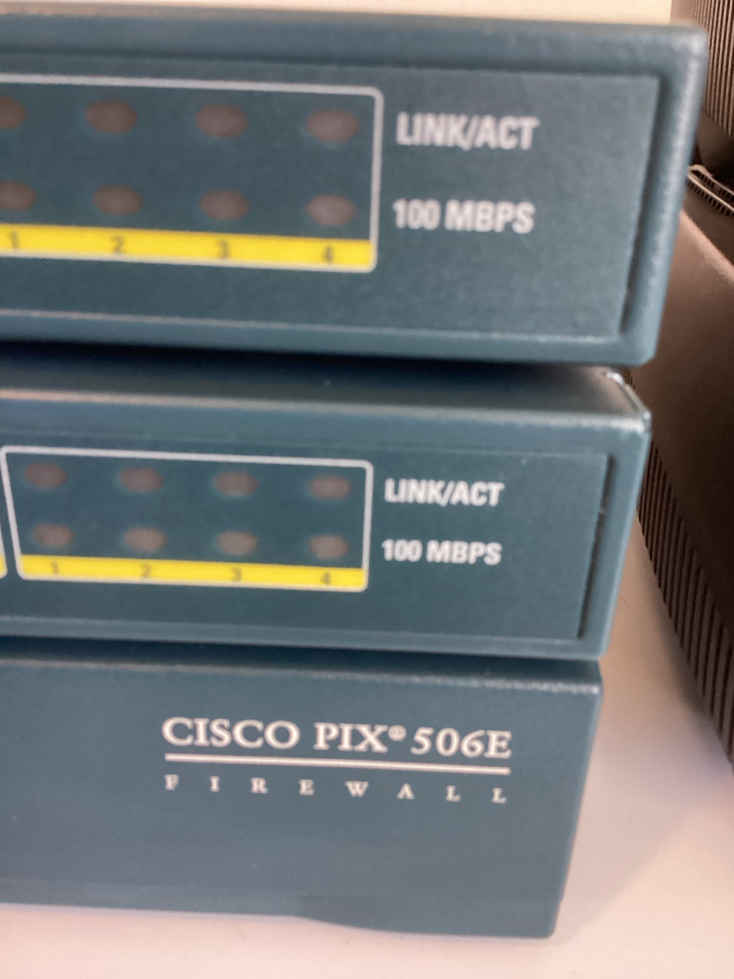 LINK/ACT
100 MBPS
1 2 3 4
LINK/ACT
100 MBPS
1 2 3 4
CISCO PIX® 506E
FIREWALL